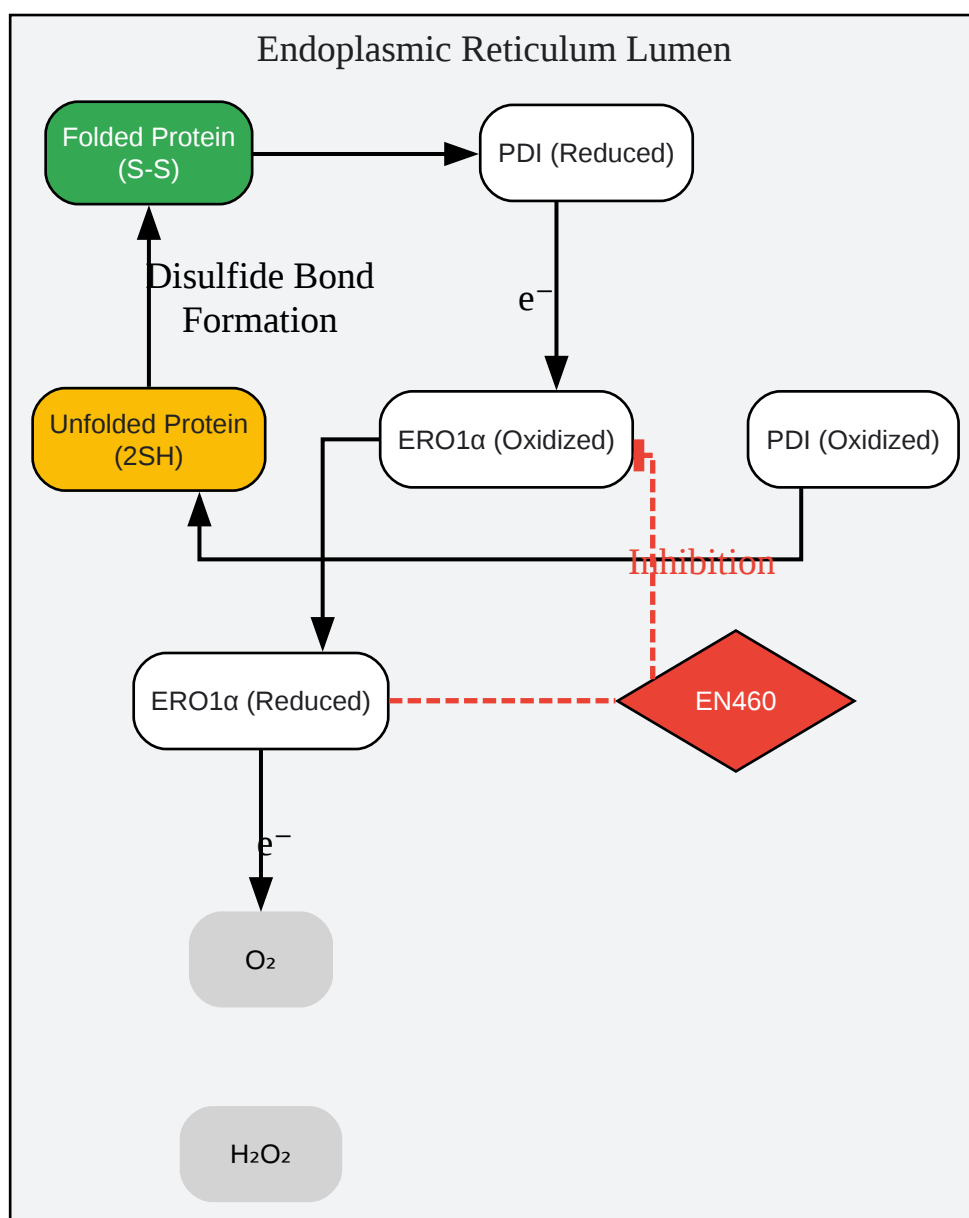 Endoplasmic Reticulum Lumen
Folded Protein
(S-S)
PDI (Reduced)
Disulfide Bond
Formation
e⁻
Unfolded Protein
(2SH)
ERO1α (Oxidized)
PDI (Oxidized)
Inhibition
ERO1α (Reduced)
EN460
e⁻
O₂
H₂O₂